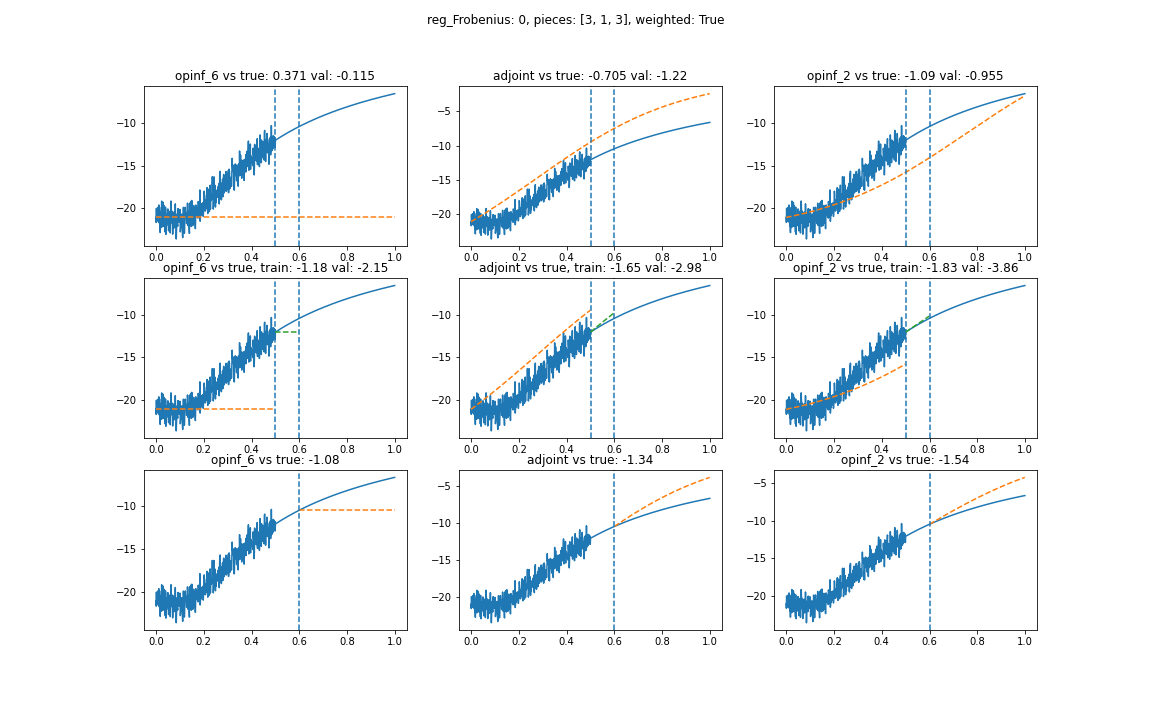 reg_Frobenius: 0, pieces: [3, 1, 3], weighted: True
opinf_6 vs true: 0.371 val: -0.115
adjoint vs true: -0.705 val: -1.22
opinf_2 vs true: -1.09 val: -0.955
−10
−15
−20
0.0 0.2 0.4 0.6 0.8 1.0
−5
−10
−15
−20
0.0 0.2 0.4 0.6 0.8 1.0
−10
−15
−20
0.0 0.2 0.4 0.6 0.8 1.0
opinf_6 vs true, train: -1.18 val: -2.15
adjoint vs true, train: -1.65 val: -2.98
opinf_2 vs true, train: -1.83 val: -3.86
−10
−15
−20
0.0 0.2 0.4 0.6 0.8 1.0
−10
−15
−20
0.0 0.2 0.4 0.6 0.8 1.0
−10
−15
−20
0.0 0.2 0.4 0.6 0.8 1.0
opinf_6 vs true: -1.08
adjoint vs true: -1.34
opinf_2 vs true: -1.54
−10
−15
−20
0.0 0.2 0.4 0.6 0.8 1.0
−5
−10
−15
−20
0.0 0.2 0.4 0.6 0.8 1.0
−5
−10
−15
−20
0.0 0.2 0.4 0.6 0.8 1.0